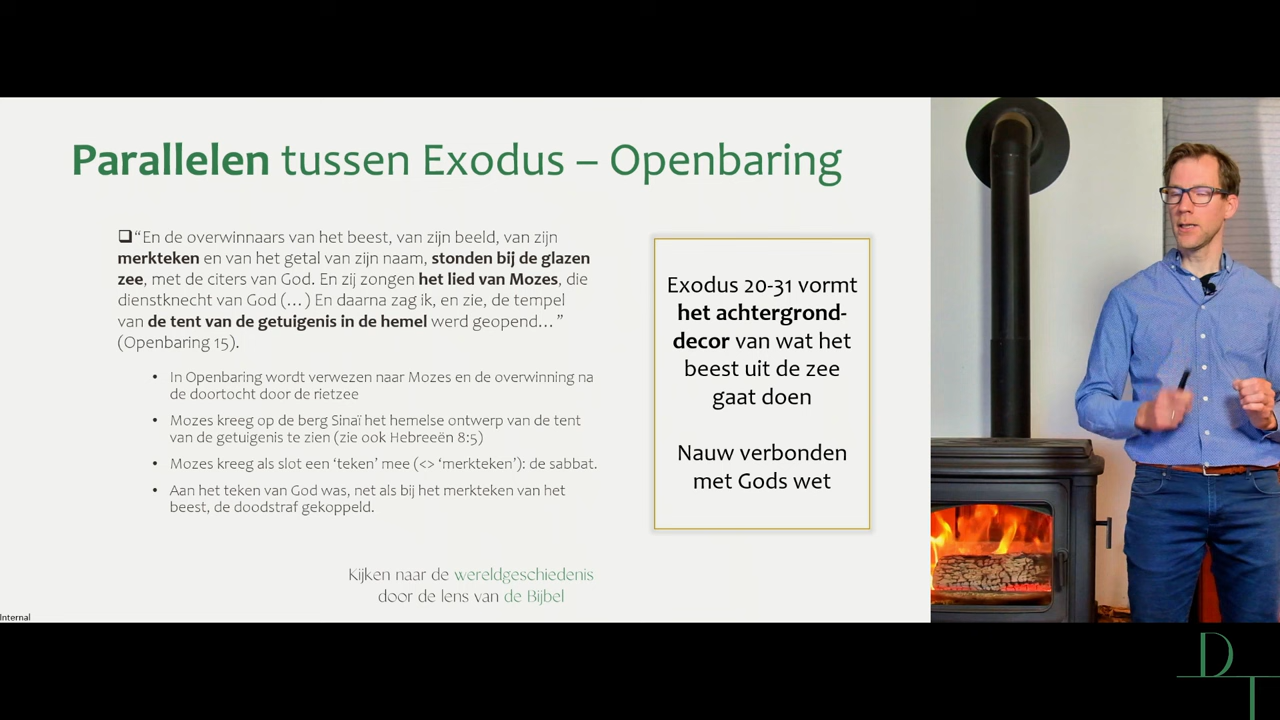 Parallelen tussen Exodus – Openbaring
❑“En de overwinnaars van het beest, van zijn beeld, van zijn
merkteken en van het getal van zijn naam, stonden bij de glazen
zee, met de citers van God. En zij zongen het lied van Mozes, die
dienstknecht van God (…) En daarna zag ik, en zie, de tempel
van de tent van de getuigenis in de hemel werd geopend…”
(Openbaring 15).
• In Openbaring wordt verwezen naar Mozes en de overwinning na
de doortocht door de rietzee
• Mozes kreeg op de berg Sinaï het hemelse ontwerp van de tent
van de getuigenis te zien (zie ook Hebreeën 8:5)
• Mozes kreeg als slot een ‘teken’ mee (<> ‘merkteken’): de sabbat.
• Aan het teken van God was, net als bij het merkteken van het
beest, de doodstraf gekoppeld.
Exodus 20-31 vormt
het achtergrond-
decor van wat het
beest uit de zee
gaat doen
Nauw verbonden
met Gods wet
Kijken naar de wereldgeschiedenis
door de lens van de Bijbel
Internal
DT